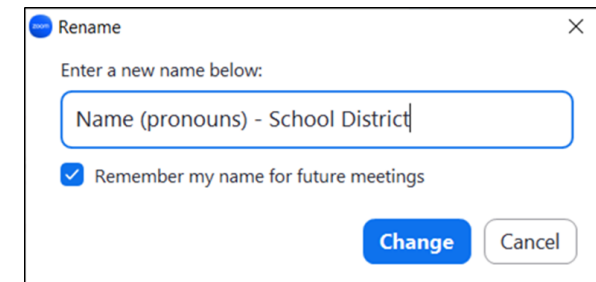 zoom Rename
Enter a new name below:
Name (pronouns) - School District
Remember my name for future meetings
Change Cancel